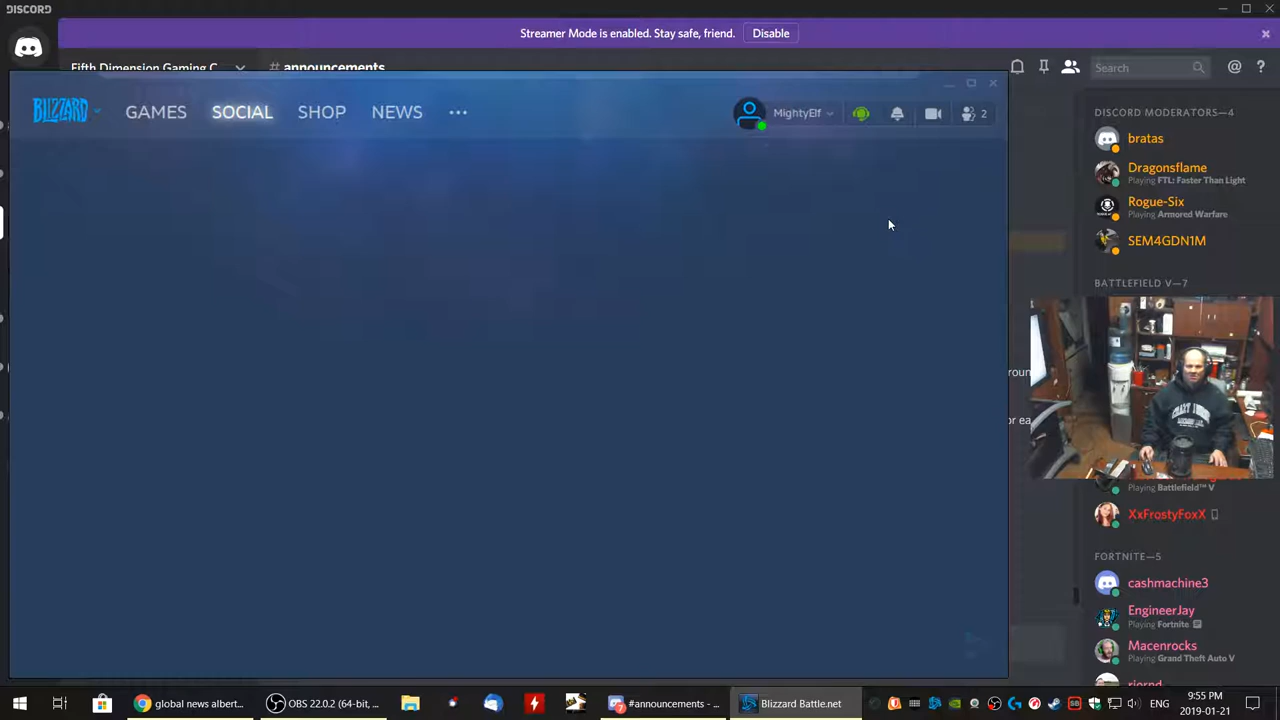 DISCORD
Streamer Mode is enabled. Stay safe, friend. Disable
Fifth Dimension Gaming C
# announcements
Search
BLIZZARD
GAMES
SOCIAL
SHOP
NEWS
MightyElf
2
DISCORD MODERATORS—4
bratas
Dragonsflame
Playing FTL: Faster Than Light
Rogue-Six
Playing Armored Warfare
SEM4GDN1M
BATTLEFIELD V—7
roun
or ea
Playing Battlefield™ V
XxFrostyFoxX
FORTNITE—5
cashmachine3
EngineerJay
Playing Fortnite
Macenrocks
Playing Grand Theft Auto V
global news albert...
OBS 22.0.2 (64-bit, ...
#announcements - ...
Blizzard Battle.net
ENG
9:55 PM
2019-01-21